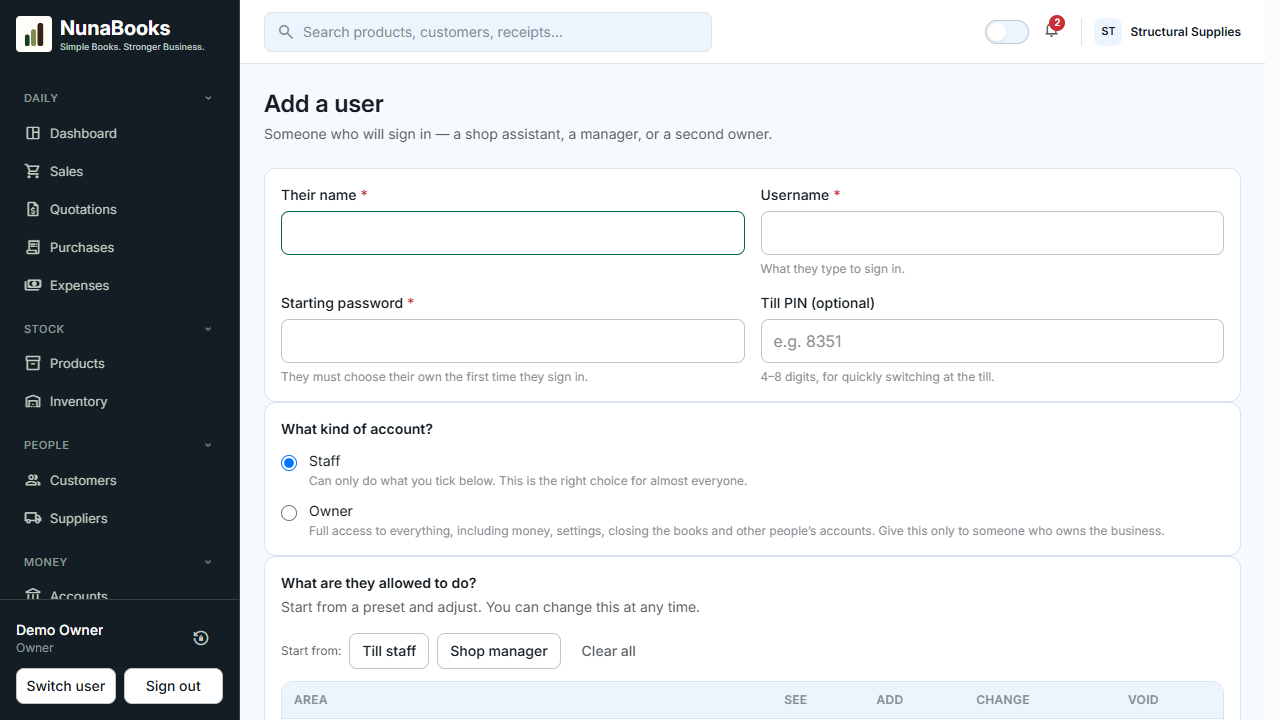 NunaBooks
Simple Books. Stronger Business.
DAILY
Dashboard
Sales
Quotations
Purchases
Expenses
STOCK
Products
Inventory
PEOPLE
Customers
Suppliers
MONEY
Accounts
Demo Owner
Owner
Switch user
Sign out
Search products, customers, receipts…
2
ST
Structural Supplies
Add a user
Someone who will sign in — a shop assistant, a manager, or a second owner.
Their name *
Username *
What they type to sign in.
Starting password *
Till PIN (optional)
e.g. 8351
They must choose their own the first time they sign in.
4–8 digits, for quickly switching at the till.
What kind of account?
Staff
Can only do what you tick below. This is the right choice for almost everyone.
Owner
Full access to everything, including money, settings, closing the books and other people’s accounts. Give this only to someone who owns the business.
What are they allowed to do?
Start from a preset and adjust. You can change this at any time.
Start from:
Till staff
Shop manager
Clear all
AREA SEE ADD CHANGE VOID